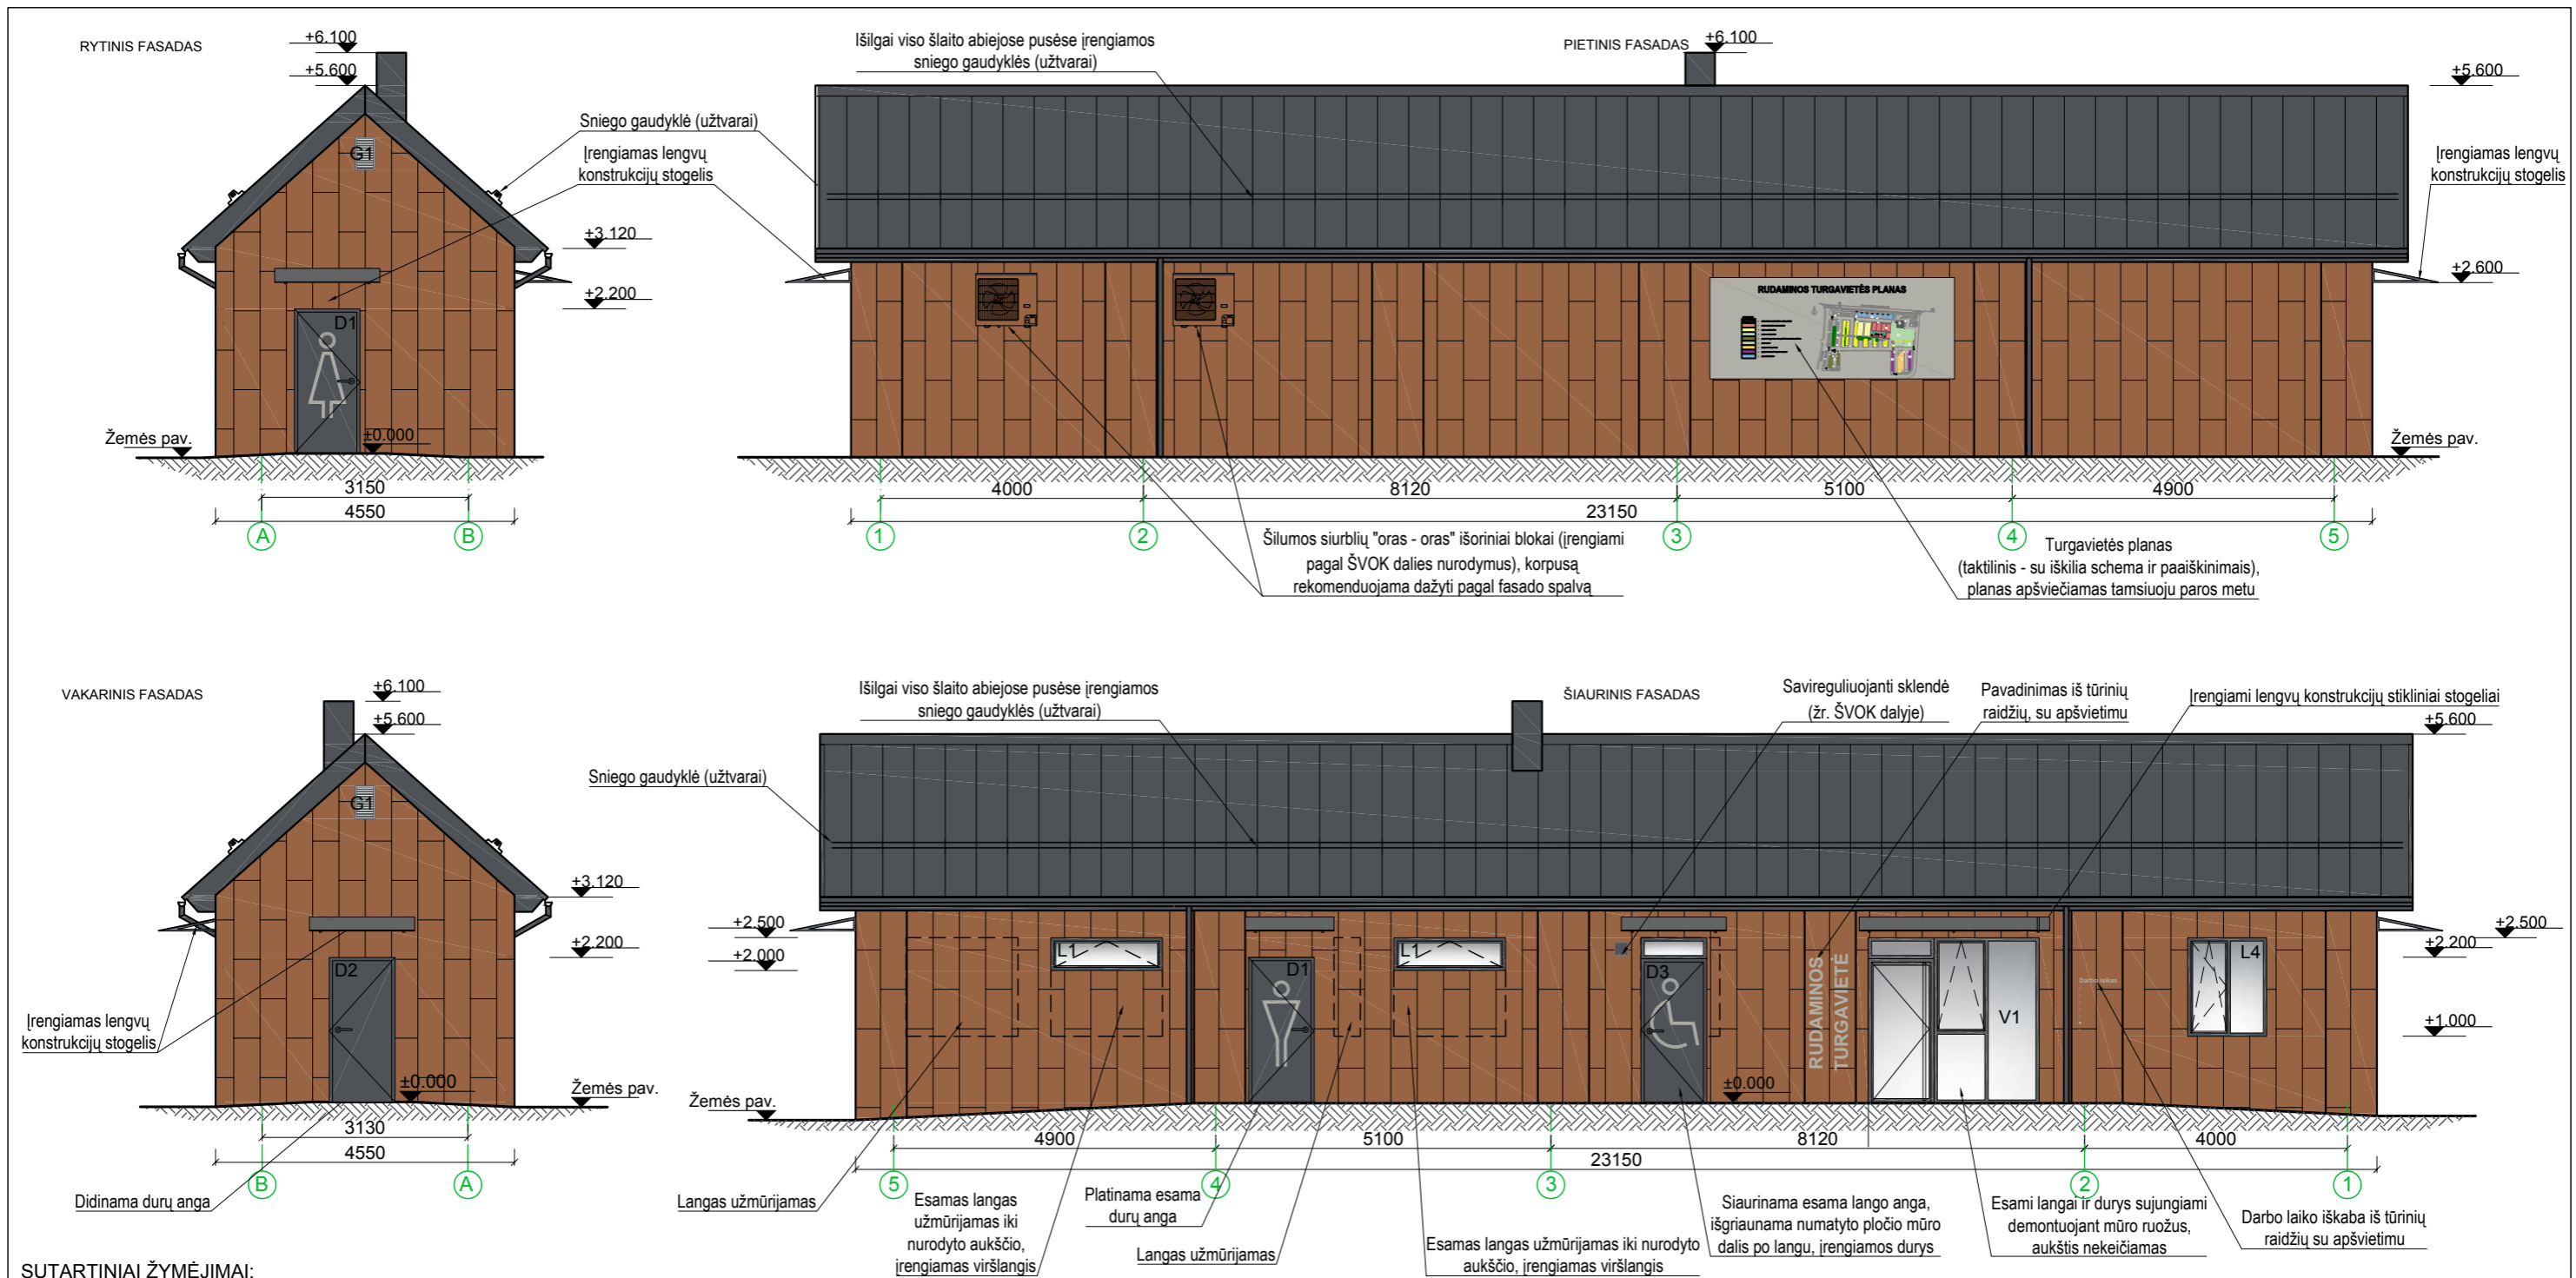 RYTINIS FASADAS
+6.100
+5.600
G1
Sniego gaudyklė (užtvarai)
Įrengiamas lengvų
konstrukcijų stogelis
+3.120
+2.200
D1
±0.000
Žemės pav.
3150
4550
A
B
Išilgai viso šlaito abiejose pusėse įrengiamos
sniego gaudyklės (užtvarai)
PIETINIS FASADAS
+6.100
+5.600
Įrengiamas lengvų
konstrukcijų stogelis
+2.600
RUDAMINOS TURGAVIETĖS PLANAS
Žemės pav.
4000
8120
5100
4900
23150
1
2
3
4
5
Šilumos siurblių "oras - oras" išoriniai blokai (įrengiami
pagal ŠVOK dalies nurodymus), korpusą
rekomenduojama dažyti pagal fasado spalvą
Turgavietės planas
(taktilinis - su iškilia schema ir paaiškinimais),
planas apšviečiamas tamsiuoju paros metu
VAKARINIS FASADAS
+6.100
+5.600
G1
+3.120
+2.200
D2
Įrengiamas lengvų
konstrukcijų stogelis
±0.000
Žemės pav.
3130
4550
B
A
Didinama durų anga
Išilgai viso šlaito abiejose pusėse įrengiamos
sniego gaudyklės (užtvarai)
ŠIAURINIS FASADAS
Savireguliuojanti sklendė
(žr. ŠVOK dalyje)
Pavadinimas iš tūrinių
raidžių, su apšvietimu
Įrengiami lengvų konstrukcijų stikliniai stogeliai
+5.600
Sniego gaudyklė (užtvarai)
+2.500
+2.000
L1
D1
L1
D3
RUDAMINOS
TURGAVIETĖ
V1
Darbo laikas
L4
+2.500
+2.200
+1.000
±0.000
Žemės pav.
4900
5100
8120
4000
23150
5
4
3
2
1
Langas užmūrijamas
Esamas langas
užmūrijamas iki
nurodyto aukščio,
įrengiamas viršlangis
Platinama esama
durų anga
Langas užmūrijamas
Esamas langas užmūrijamas iki nurodyto
aukščio, įrengiamas viršlangis
Siaurinama esama lango anga,
išgriaunama numatyto pločio mūro
dalis po langu, įrengiamos durys
Esami langai ir durys sujungiami
demontuojant mūro ruožus,
aukštis nekeičiamas
Darbo laiko iškaba iš tūrinių
raidžių su apšvietimu
SUTARTINIAI ŽYMĖJIMAI: